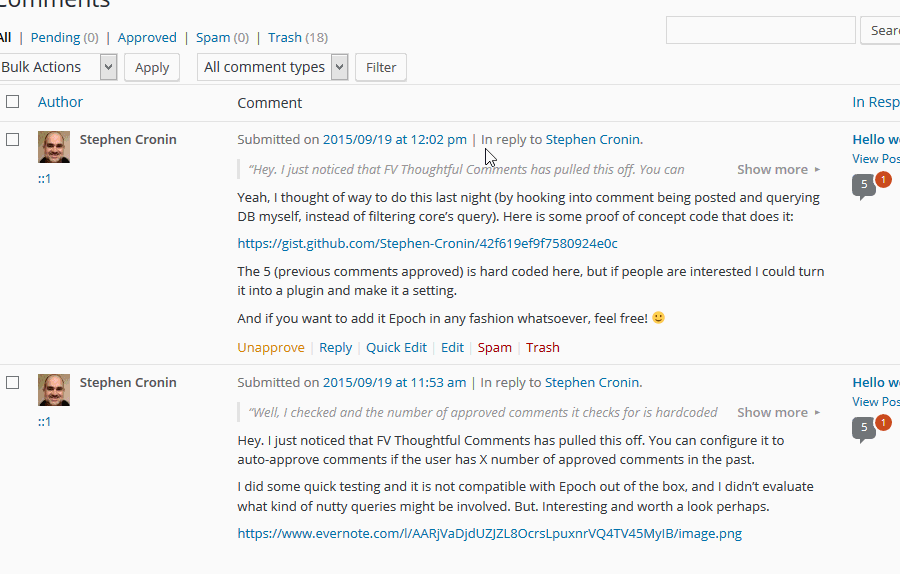 Comments
All | Pending (0) | Approved | Spam (0) | Trash (18)
Sear
Bulk Actions Apply All comment types Filter
Author Comment In Resp
Stephen Cronin
::1
Submitted on 2015/09/19 at 12:02 pm | In reply to Stephen Cronin.
“Hey. I just noticed that FV Thoughtful Comments has pulled this off. You can Show more ▸
Yeah, I thought of way to do this last night (by hooking into comment being posted and querying
DB myself, instead of filtering core’s query). Here is some proof of concept code that does it:
https://gist.github.com/Stephen-Cronin/42f619ef9f7580924e0c
The 5 (previous comments approved) is hard coded here, but if people are interested I could turn
it into a plugin and make it a setting.
And if you want to add it Epoch in any fashion whatsoever, feel free! 🙂
Unapprove | Reply | Quick Edit | Edit | Spam | Trash
Hello w
View Pos
5 1
Stephen Cronin
::1
Submitted on 2015/09/19 at 11:53 am | In reply to Stephen Cronin.
“Well, I checked and the number of approved comments it checks for is hardcoded Show more ▸
Hey. I just noticed that FV Thoughtful Comments has pulled this off. You can configure it to
auto-approve comments if the user has X number of approved comments in the past.
I did some quick testing and it is not compatible with Epoch out of the box, and I didn’t evaluate
what kind of nutty queries might be involved. But. Interesting and worth a look perhaps.
https://www.evernote.com/l/AARjVaDjdUZJZL8OcrsLpuxnrVQ4TV45MyIB/image.png
Hello w
View Pos
5 1